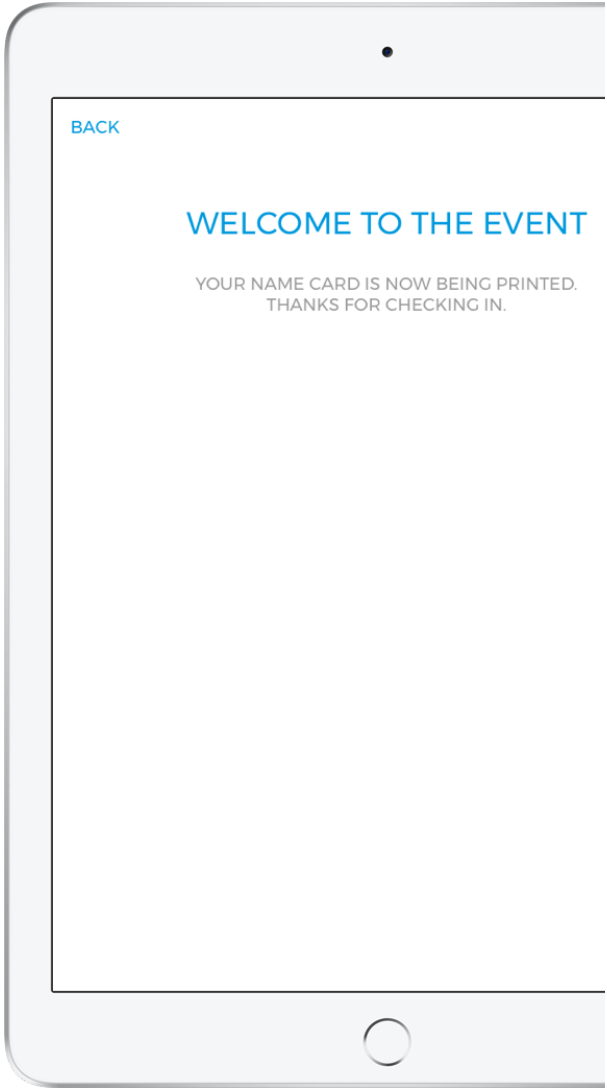 BACK
WELCOME TO THE EVENT
YOUR NAME CARD IS NOW BEING PRINTED.
THANKS FOR CHECKING IN.